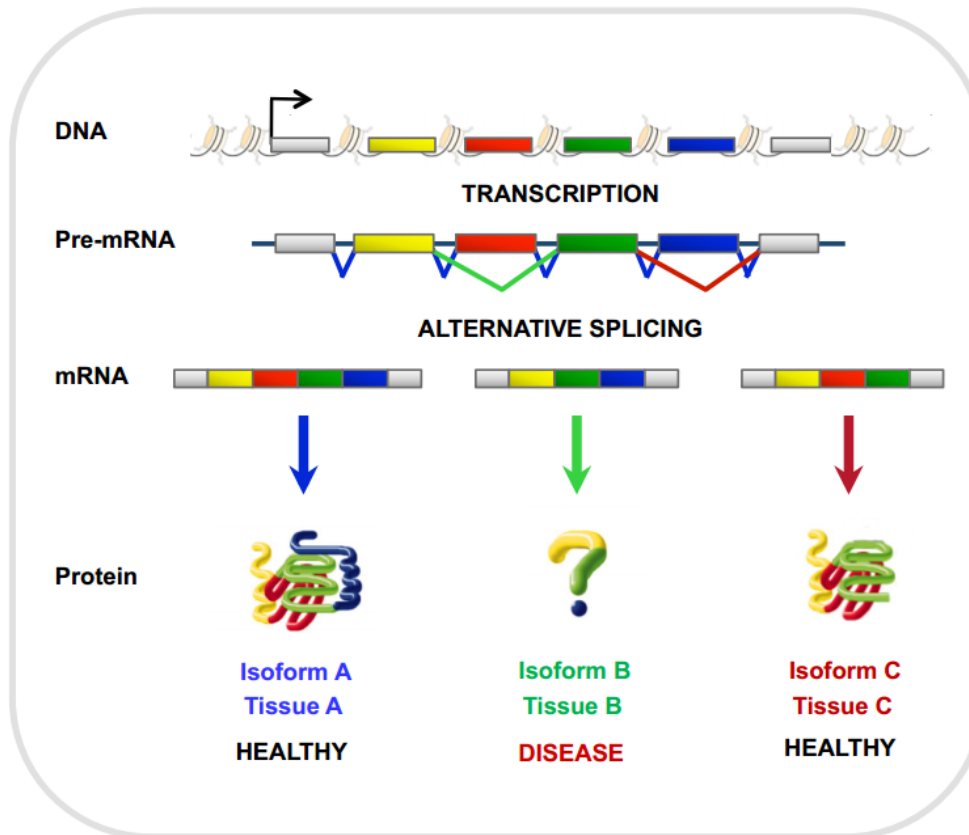 DNA
TRANSCRIPTION
Pre-mRNA
ALTERNATIVE SPLICING
mRNA
Protein
?
Isoform A
Tissue A
HEALTHY
Isoform B
Tissue B
DISEASE
Isoform C
Tissue C
HEALTHY